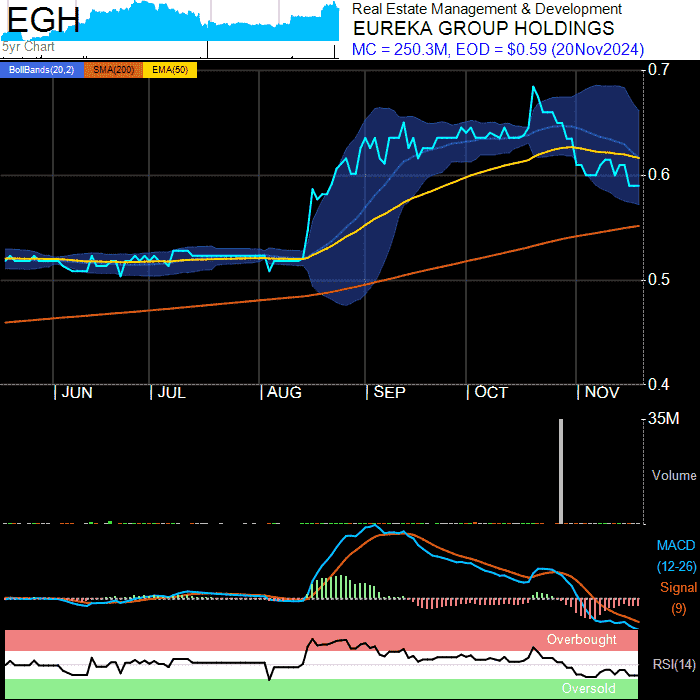 EGH
5yr Chart
Real Estate Management & Development
EUREKA GROUP HOLDINGS
MC = 250.3M, EOD = $0.59 (20Nov2024)
BollBands(20,2) SMA(200) EMA(50)
0.7
0.6
0.5
0.4
JUN JUL AUG SEP OCT NOV
35M
Volume
MACD
(12-26)
Signal
(9)
Overbought
RSI(14)
Oversold